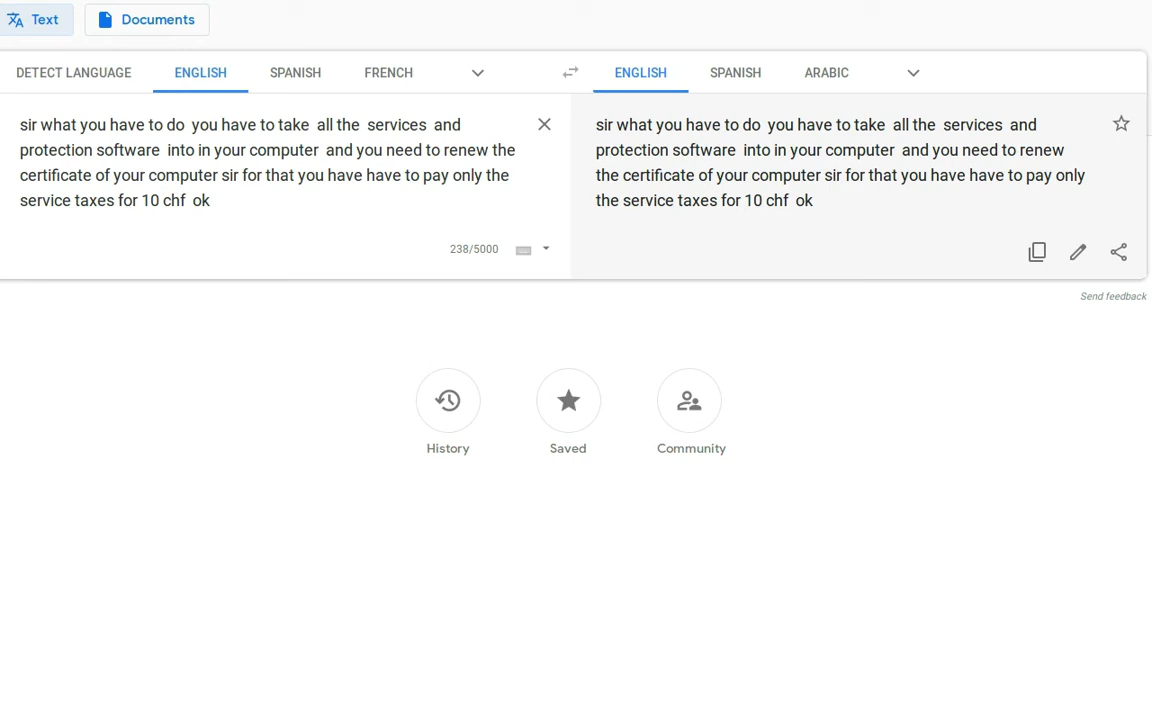 Text Documents
DETECT LANGUAGE ENGLISH SPANISH FRENCH ENGLISH SPANISH ARABIC
sir what you have to do  you have to take  all the  services  and
protection software  into in your computer  and you need to renew the
certificate of your computer sir for that you have have to pay only the
service taxes for 10 chf  ok
238/5000
sir what you have to do  you have to take  all the  services  and
protection software  into in your computer  and you need to renew
the certificate of your computer sir for that you have have to pay only
the service taxes for 10 chf  ok
Send feedback
History Saved Community